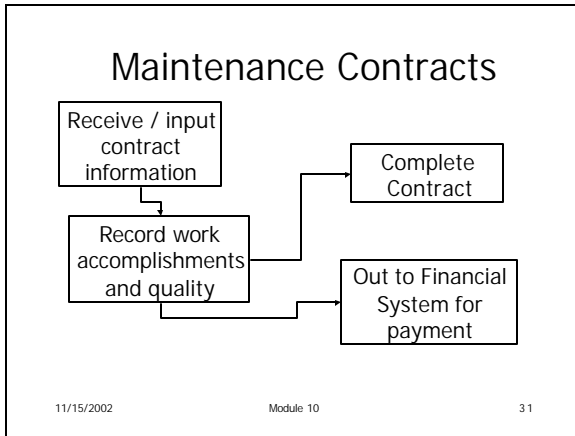 Maintenance Contracts
Receive / input
contract
information
Complete
Contract
Record work
accomplishments
and quality
Out to Financial
System for
payment
11/15/2002
Module 10
31